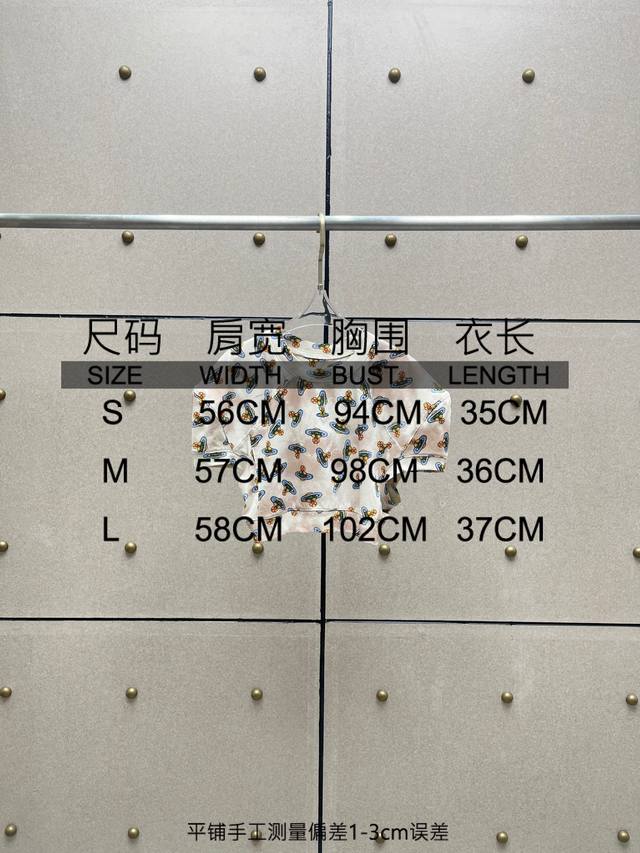 尺码 肩宽 胸围 衣长
SIZE WIDTH BUST LENGTH
S 56CM 94CM 35CM
M 57CM 98CM 36CM
L 58CM 102CM 37CM
平铺手工测量偏差1-3cm误差